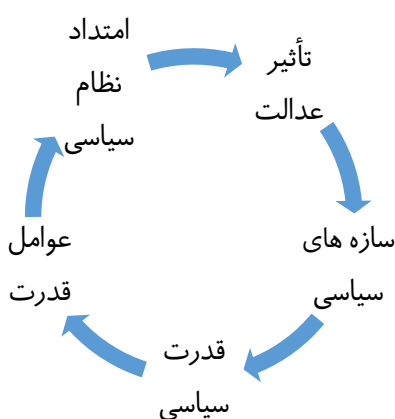 امتداد
نظام
سیاسی
تأثیر
عدالت
سازه های
سیاسی
قدرت
سیاسی
عوامل
قدرت